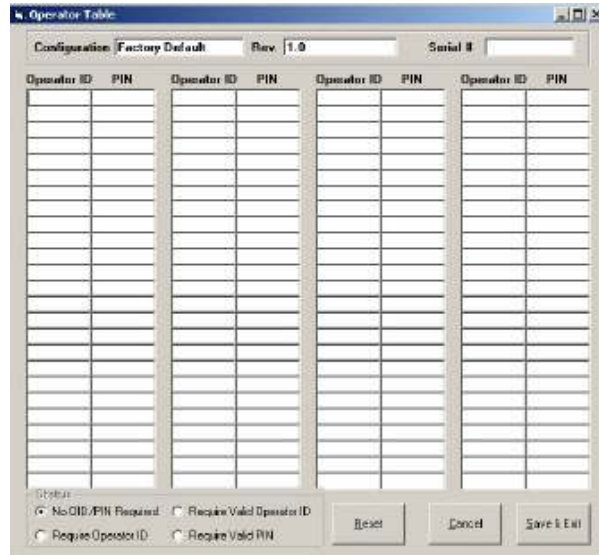 Operator Table
Configuration Factory Default Rev. 1.0 Serial #
Operator ID PIN Operator ID PIN Operator ID PIN Operator ID PIN
Status
No OID/PIN Required Require Valid Operator ID
Require Operator ID Require Valid PIN
Reset Cancel Save & Exit